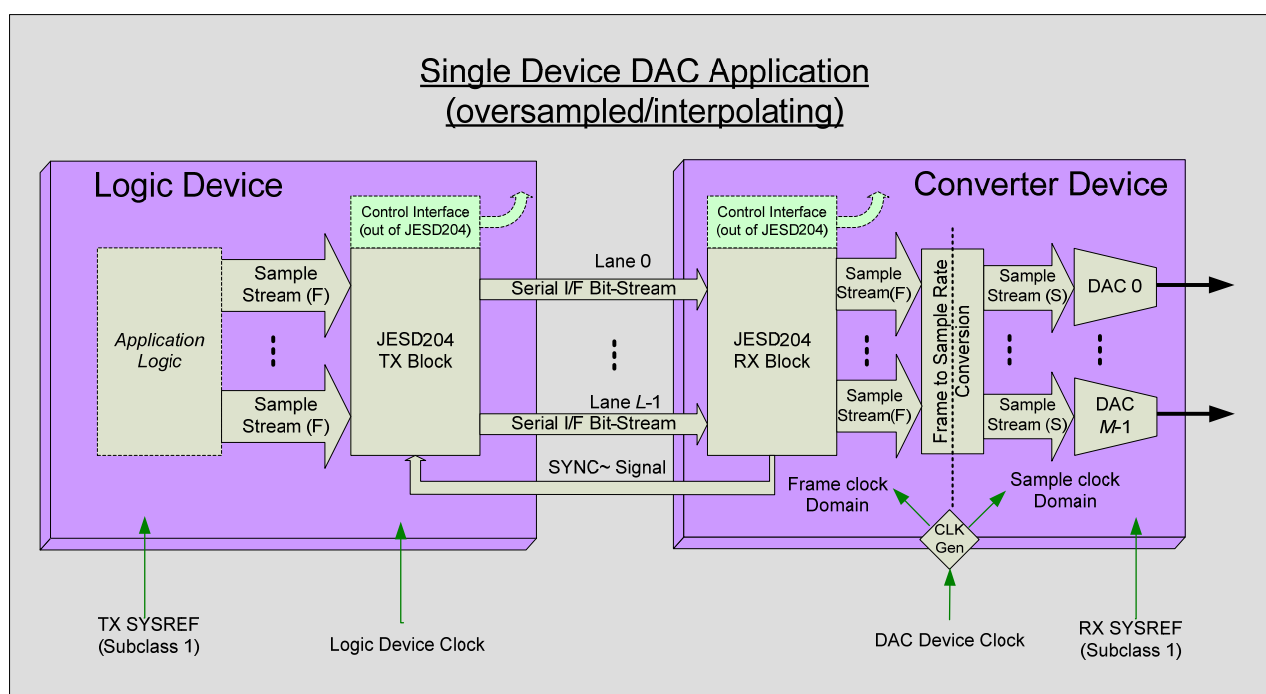 Single Device DAC Application
(oversampled/interpolating)
Logic Device
Converter Device
Control Interface
(out of JESD204)
Control Interface
(out of JESD204)
Application
Logic
Sample
Stream (F)
Sample
Stream (F)
JESD204
TX Block
Lane 0
Serial I/F Bit-Stream
Lane L-1
Serial I/F Bit-Stream
SYNC~ Signal
JESD204
RX Block
Sample
Stream(F)
Sample
Stream(F)
Frame to Sample Rate
Conversion
Sample
Stream (S)
Sample
Stream (S)
DAC 0
DAC
M-1
Frame clock
Domain
Sample clock
Domain
CLK
Gen
TX SYSREF
(Subclass 1)
Logic Device Clock
DAC Device Clock
RX SYSREF
(Subclass 1)